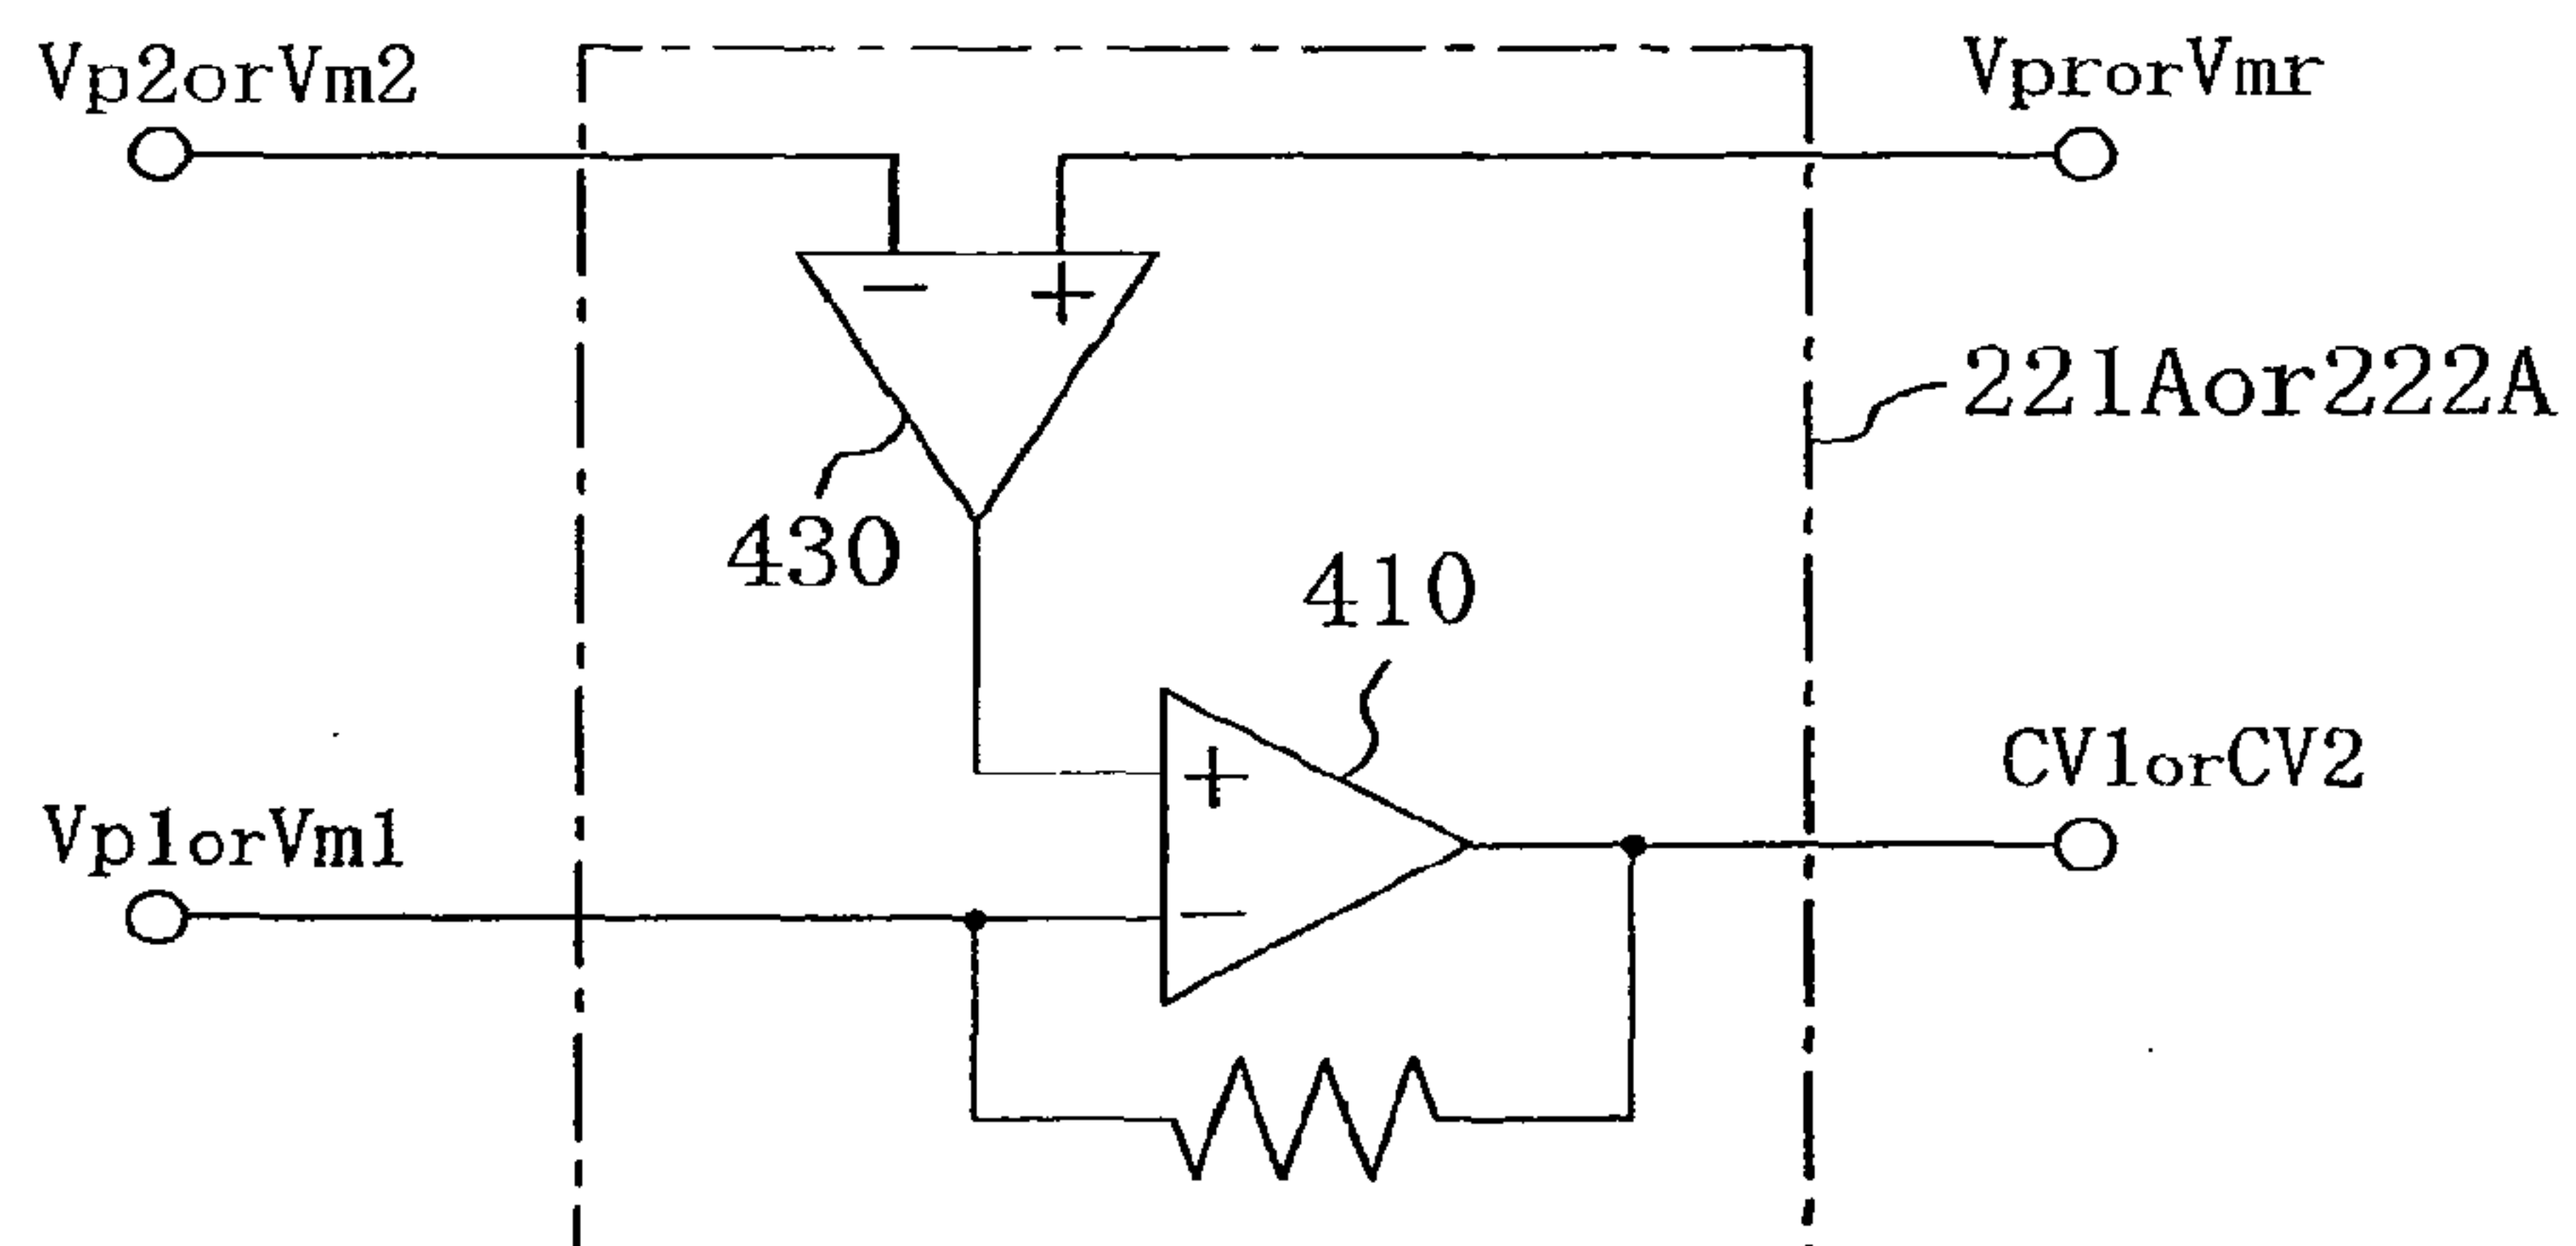 Vp2orVm2
VprorVmr
− +
221Aor222A
430
410
+
CV1orCV2
Vp1orVm1
−